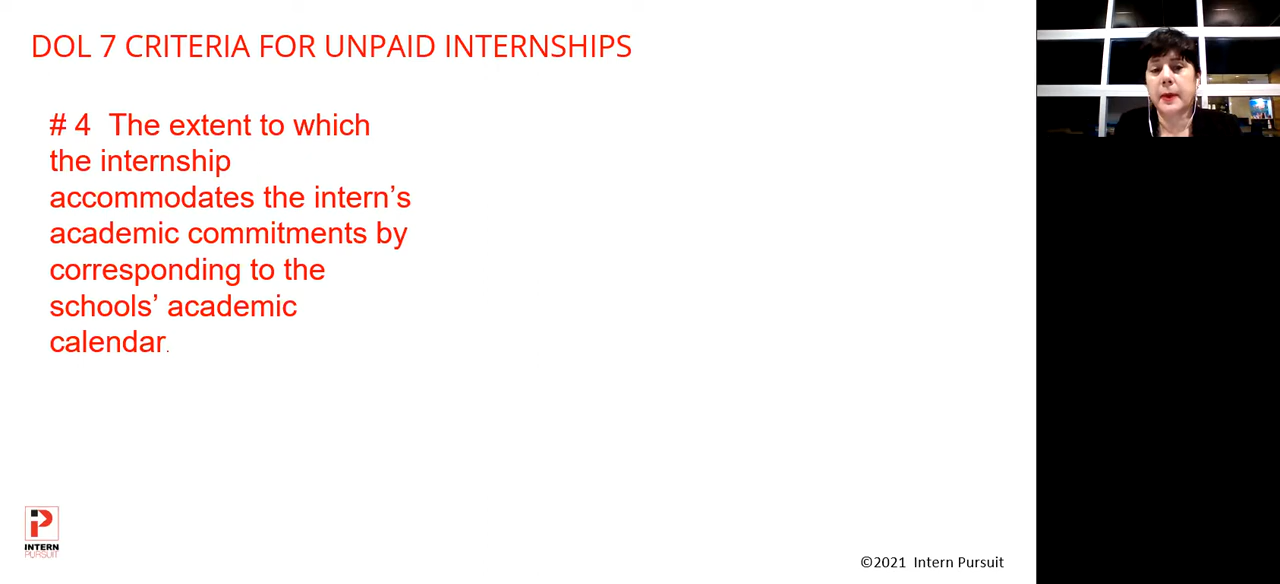 DOL 7 CRITERIA FOR UNPAID INTERNSHIPS
# 4 The extent to which
the internship
accommodates the intern’s
academic commitments by
corresponding to the
schools’ academic
calendar.
INTERN
PURSUIT
©2021 Intern Pursuit